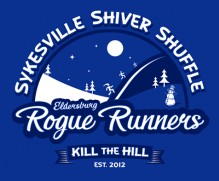 Sykesville Shiver Shuffle
Eldersburg
Rogue Runners
Kill the Hill
EST. 2012